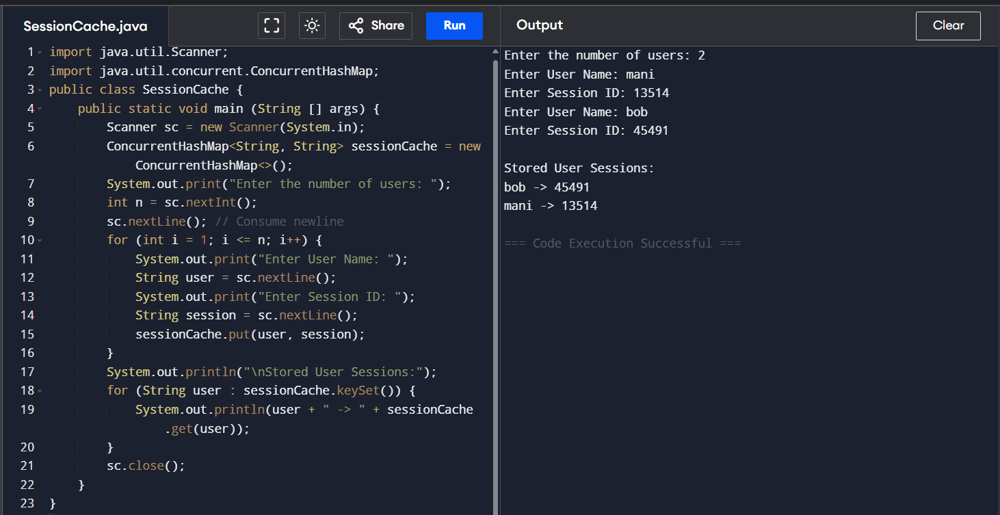 SessionCache.java
Share
Run
1 import java.util.Scanner;
2 import java.util.concurrent.ConcurrentHashMap;
3 public class SessionCache {
4     public static void main (String [] args) {
5         Scanner sc = new Scanner(System.in);
6         ConcurrentHashMap<String, String> sessionCache = new
            ConcurrentHashMap<>();
7         System.out.print("Enter the number of users: ");
8         int n = sc.nextInt();
9         sc.nextLine(); // Consume newline
10         for (int i = 1; i <= n; i++) {
11             System.out.print("Enter User Name: ");
12             String user = sc.nextLine();
13             System.out.print("Enter Session ID: ");
14             String session = sc.nextLine();
15             sessionCache.put(user, session);
16         }
17         System.out.println("\nStored User Sessions:");
18         for (String user : sessionCache.keySet()) {
19             System.out.println(user + " -> " + sessionCache
                .get(user));
20         }
21         sc.close();
22     }
23 }
Output
Clear
Enter the number of users: 2
Enter User Name: mani
Enter Session ID: 13514
Enter User Name: bob
Enter Session ID: 45491
Stored User Sessions:
bob -> 45491
mani -> 13514
=== Code Execution Successful ===